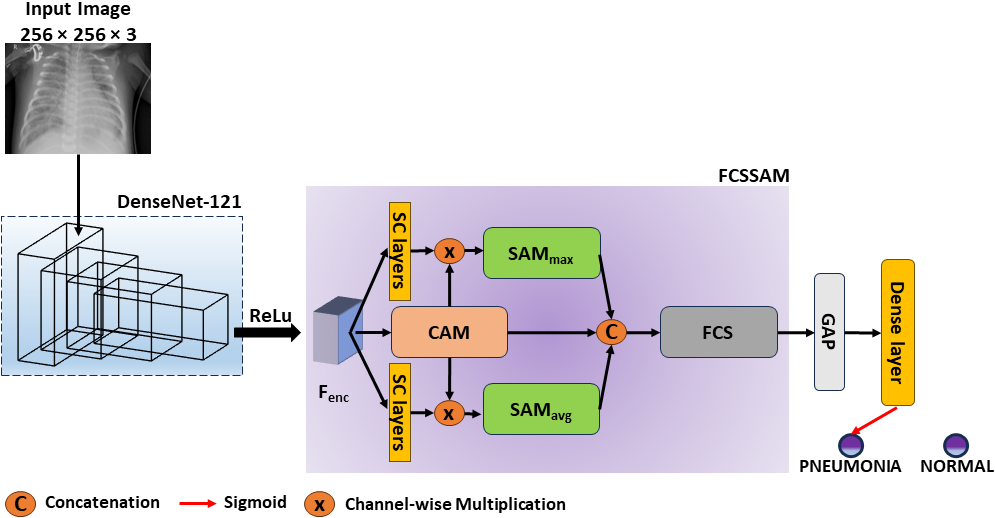 Input Image
256 × 256 × 3
R
DenseNet-121
FCSSAM
SC layers
x
SAMmax
ReLu
CAM
C
FCS
GAP
Dense layer
Fenc
SC layers
x
SAMavg
PNEUMONIA
NORMAL
C Concatenation
Sigmoid
x Channel-wise Multiplication